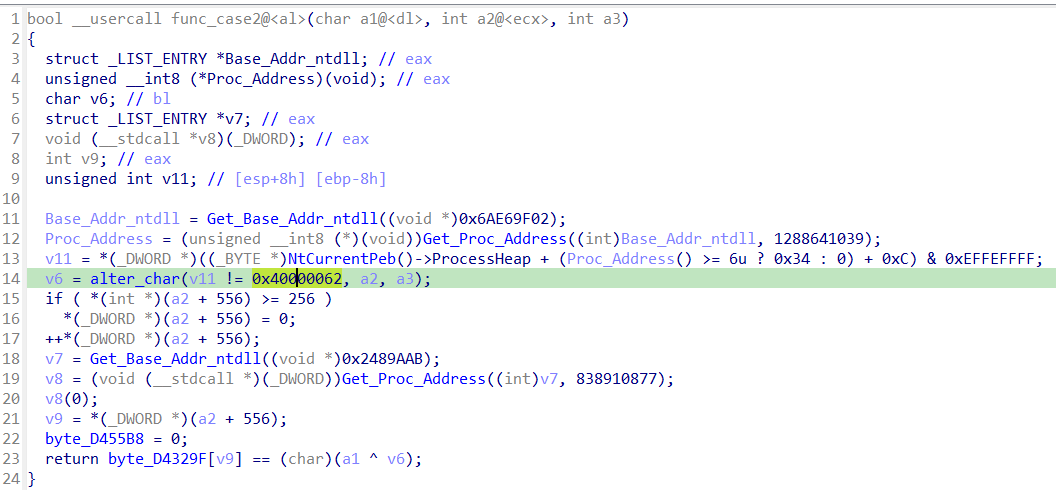 1 bool __usercall func_case2@<al>(char a1@<dl>, int a2@<ecx>, int a3)
2 {
3 struct _LIST_ENTRY *Base_Addr_ntdll; // eax
4 unsigned __int8 (*Proc_Address)(void); // eax
5 char v6; // bl
6 struct _LIST_ENTRY *v7; // eax
7 void (__stdcall *v8)(_DWORD); // eax
8 int v9; // eax
9 unsigned int v11; // [esp+8h] [ebp-8h]
10
11 Base_Addr_ntdll = Get_Base_Addr_ntdll((void *)0x6AE69F02);
12 Proc_Address = (unsigned __int8 (*)(void))Get_Proc_Address((int)Base_Addr_ntdll, 1288641039);
13 v11 = *(_DWORD *)((_BYTE *)NtCurrentPeb()->ProcessHeap + (Proc_Address() >= 6u ? 0x34 : 0) + 0xC) & 0xEFFEFFFF;
14 v6 = alter_char(v11 != 0x40000062, a2, a3);
15 if ( *(int *)(a2 + 556) >= 256 )
16 *(_DWORD *)(a2 + 556) = 0;
17 ++*(_DWORD *)(a2 + 556);
18 v7 = Get_Base_Addr_ntdll((void *)0x2489AAB);
19 v8 = (void (__stdcall *)(_DWORD))Get_Proc_Address((int)v7, 838910877);
20 v8(0);
21 v9 = *(_DWORD *)(a2 + 556);
22 byte_D455B8 = 0;
23 return byte_D4329F[v9] == (char)(a1 ^ v6);
24 }